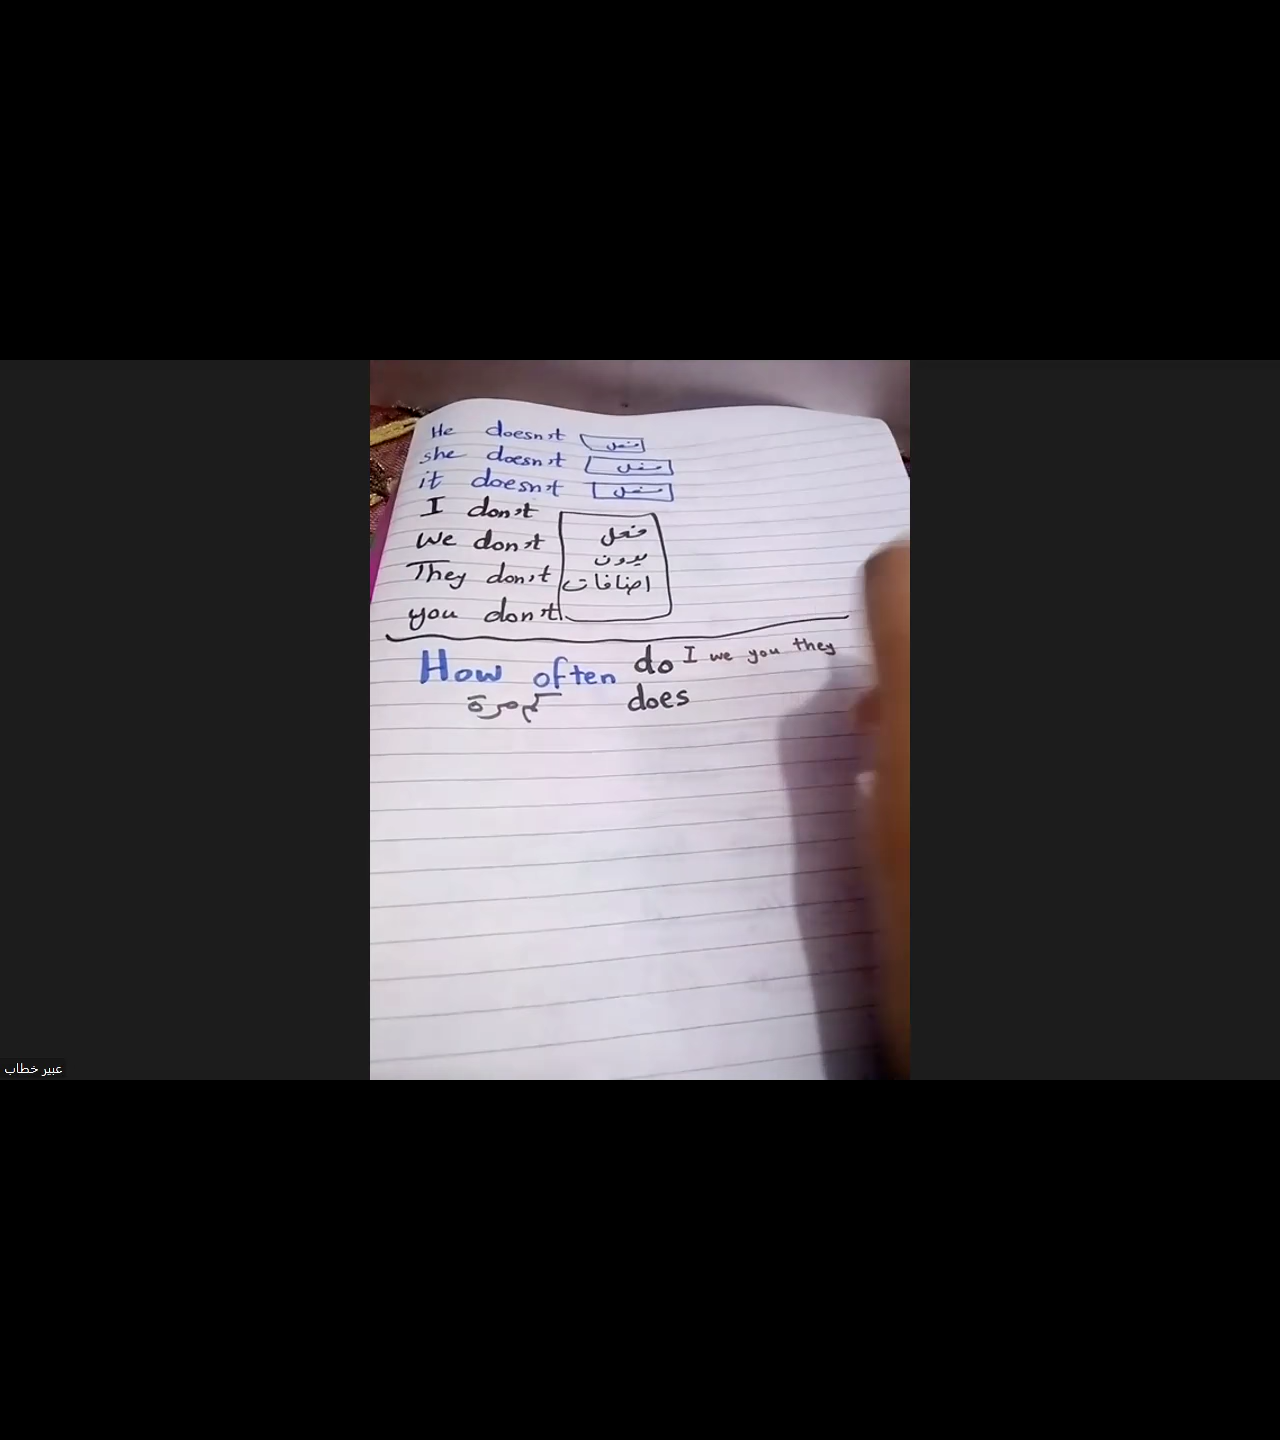 He doesn't فعل
she doesn't فعل
it doesn't فعل
I don't
We don't
They don't
you don't
فعل
بدون
اضافات
How often do I we you they
كم مرة does
عبير خطاب